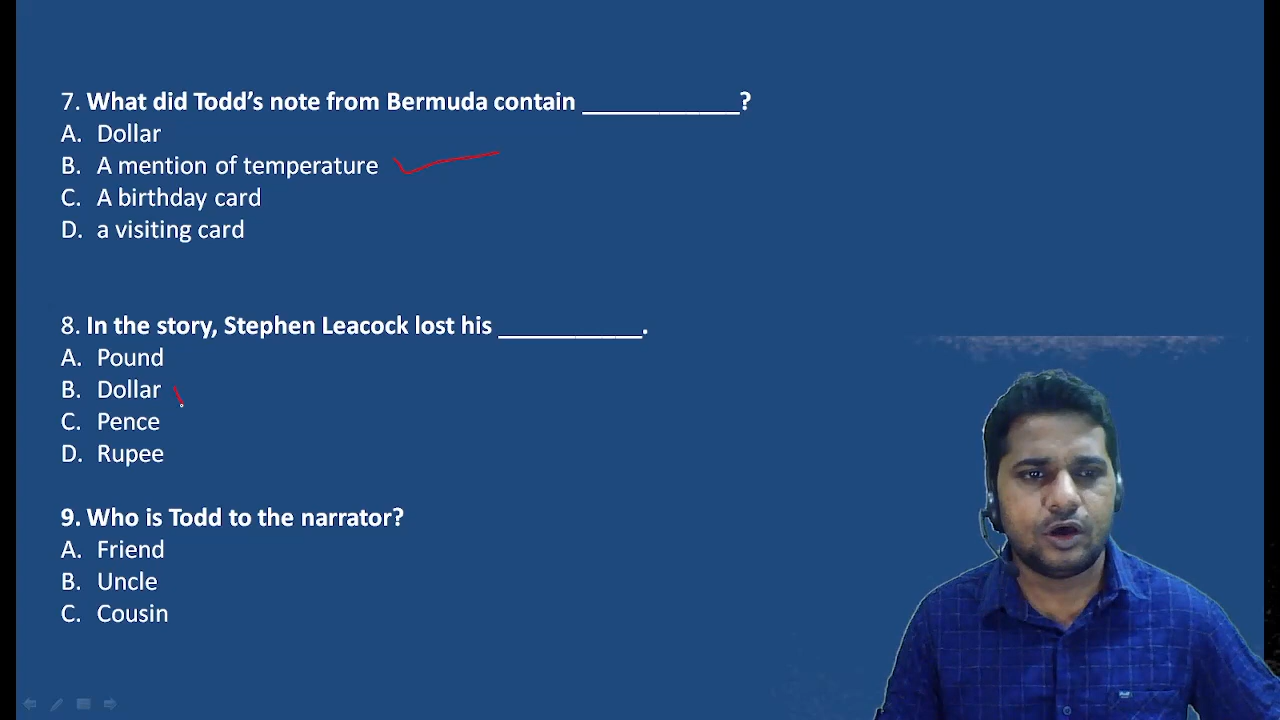 7. What did Todd's note from Bermuda contain ____________?
A. Dollar
B. A mention of temperature
C. A birthday card
D. a visiting card
8. In the story, Stephen Leacock lost his ___________.
A. Pound
B. Dollar
C. Pence
D. Rupee
9. Who is Todd to the narrator?
A. Friend
B. Uncle
C. Cousin